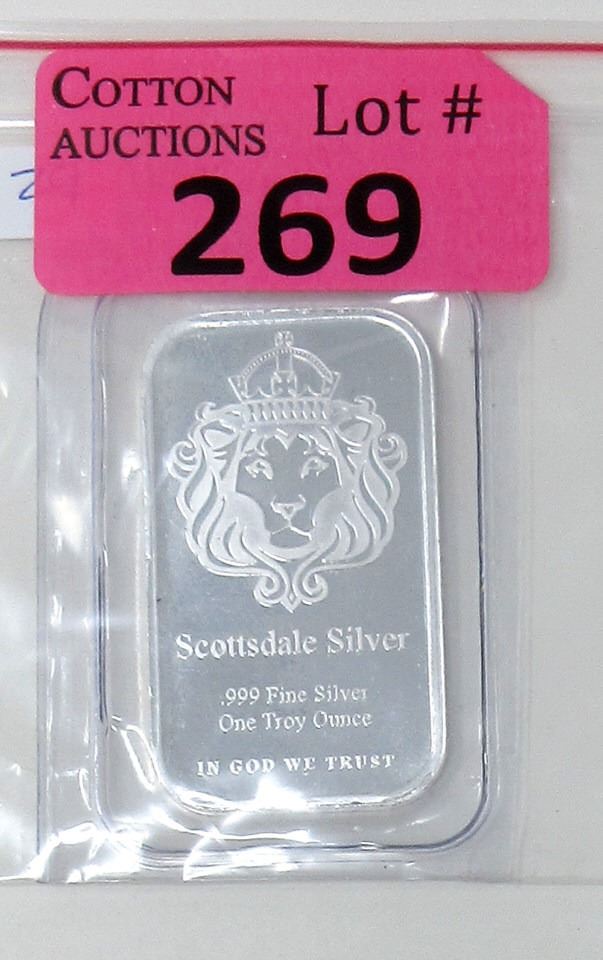 COTTON
AUCTIONS
Lot #
269
Scottsdale Silver
.999 Fine Silver
One Troy Ounce
IN GOD WE TRUST